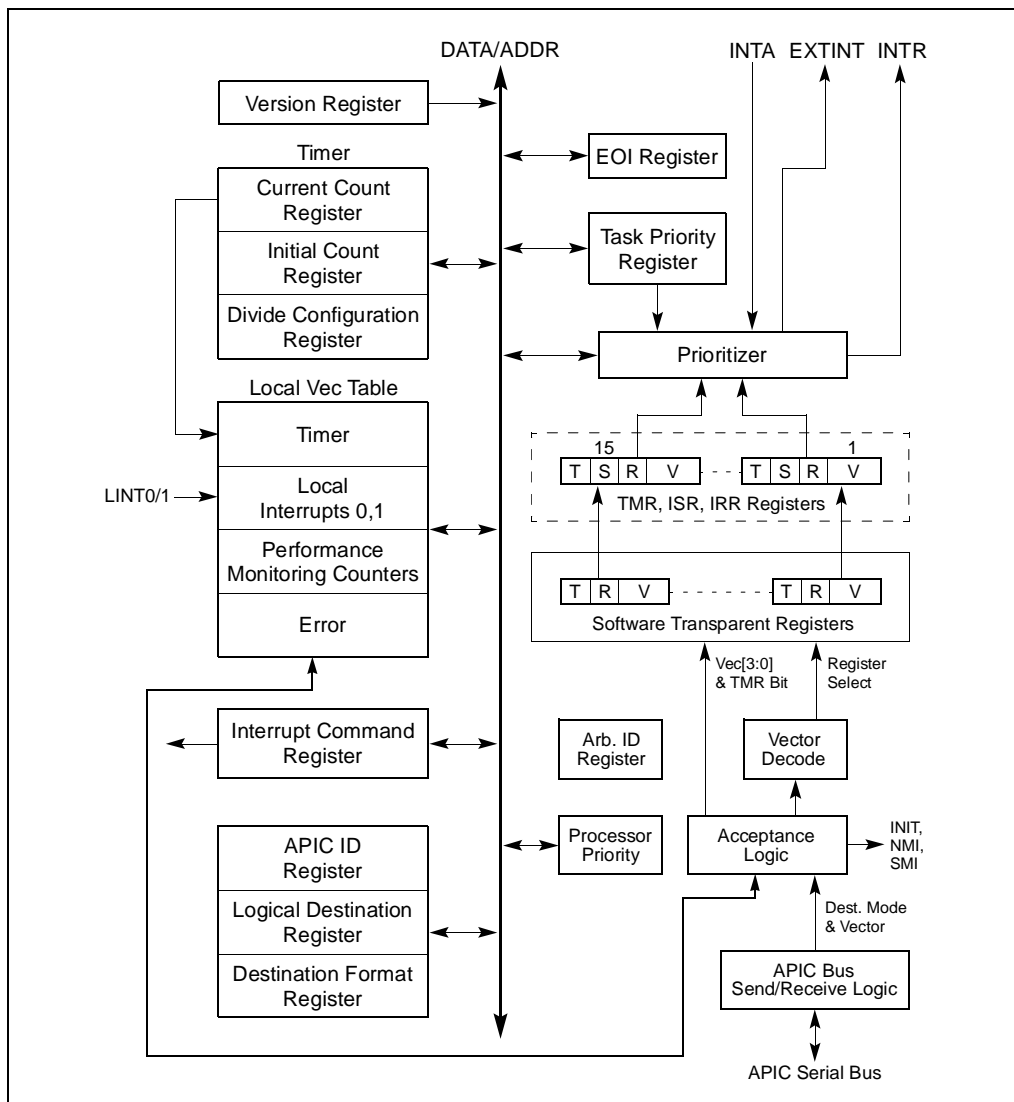 DATA/ADDR
INTA EXTINT INTR
Version Register
EOI Register
Timer
Current Count
Register
Initial Count
Register
Divide Configuration
Register
Task Priority
Register
Prioritizer
Local Vec Table
Timer
LINT0/1
Local
Interrupts 0,1
Performance
Monitoring Counters
Error
15 1
T S R V T S R V
TMR, ISR, IRR Registers
T R V T R V
Software Transparent Registers
Vec[3:0]
& TMR Bit
Register
Select
Interrupt Command
Register
Arb. ID
Register
Vector
Decode
APIC ID
Register
Logical Destination
Register
Destination Format
Register
Processor
Priority
Acceptance
Logic
INIT,
NMI,
SMI
Dest. Mode
& Vector
APIC Bus
Send/Receive Logic
APIC Serial Bus